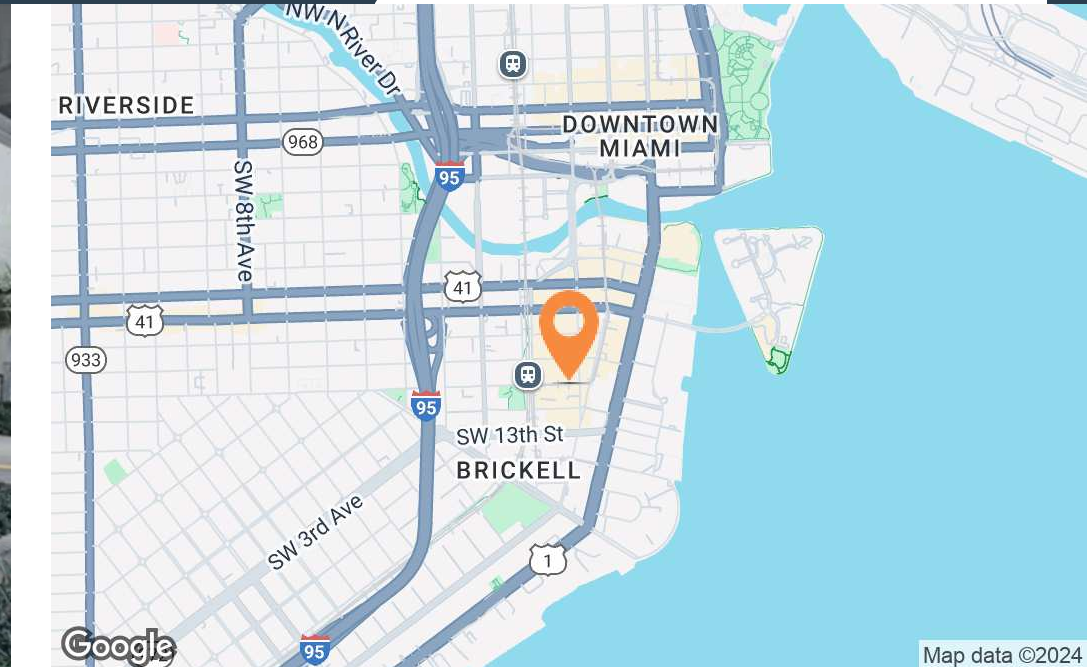 NW N River Dr
RIVERSIDE
968
DOWNTOWN
MIAMI
95
SW 8th Ave
41
41
933
95
SW 13th St
BRICKELL
SW 3rd Ave
1
95
Google
Map data ©2024